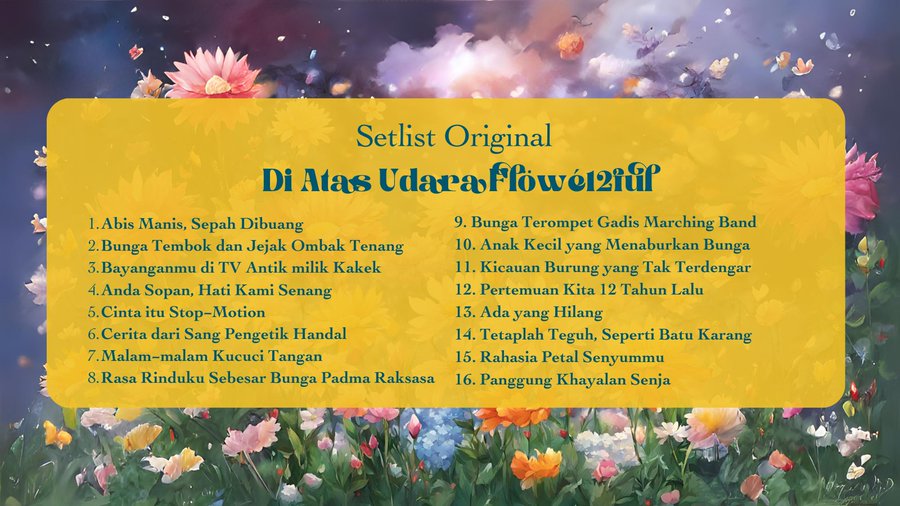 Setlist Original
Di Atas Udara Flówé12fúl
1. Abis Manis, Sepah Dibuang
2. Bunga Tembok dan Jejak Ombak Tenang
3. Bayanganmu di TV Antik milik Kakek
4. Anda Sopan, Hati Kami Senang
5. Cinta itu Stop-Motion
6. Cerita dari Sang Pengetik Handal
7. Malam-malam Kucuci Tangan
8. Rasa Rinduku Sebesar Bunga Padma Raksasa
9. Bunga Terompet Gadis Marching Band
10. Anak Kecil yang Menaburkan Bunga
11. Kicauan Burung yang Tak Terdengar
12. Pertemuan Kita 12 Tahun Lalu
13. Ada yang Hilang
14. Tetaplah Teguh, Seperti Batu Karang
15. Rahasia Petal Senyummu
16. Panggung Khayalan Senja